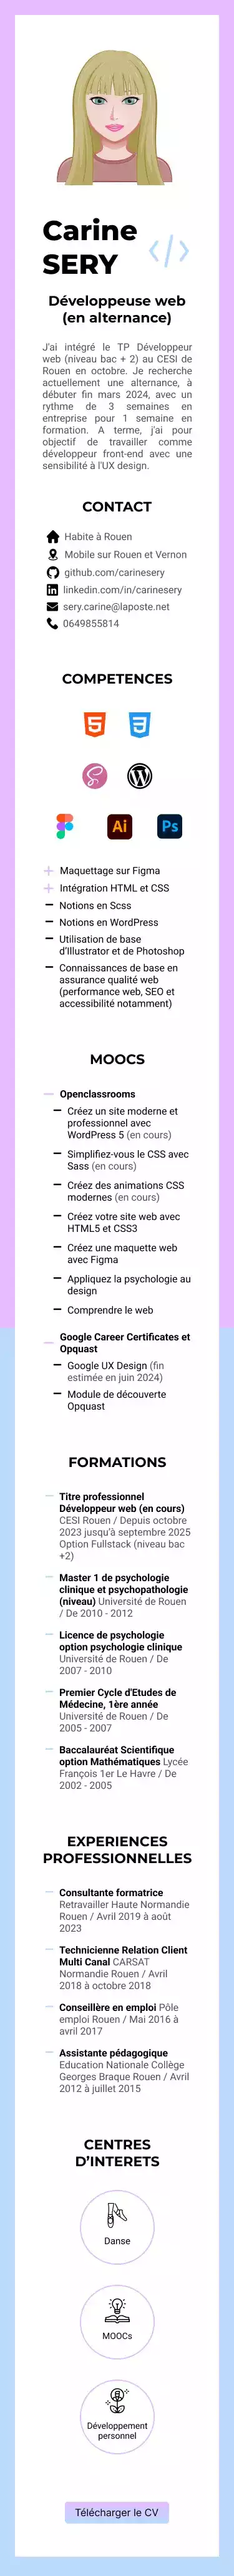 Carine
SERY
Développeuse web
(en alternance)
J'ai intégré le TP Développeur
web (niveau bac + 2) au CESI de
Rouen en octobre. Je recherche
actuellement une alternance, à
débuter fin mars 2024, avec un
rythme de 3 semaines en
entreprise pour 1 semaine en
formation. A terme, j'ai pour
objectif de travailler comme
développeur front-end avec une
sensibilité à l'UX design.
CONTACT
Habite à Rouen
Mobile sur Rouen et Vernon
github.com/carinesery
linkedin.com/in/carinesery
sery.carine@laposte.net
0649855814
COMPETENCES
5 3
Ai Ps
Maquettage sur Figma
Intégration HTML et CSS
Notions en Scss
Notions en WordPress
Utilisation de base
d'Illustrator et de Photoshop
Connaissances de base en
assurance qualité web
(performance web, SEO et
accessibilité notamment)
MOOCS
Openclassrooms
Créez un site moderne et
professionnel avec
WordPress 5 (en cours)
Simplifiez-vous le CSS avec
Sass (en cours)
Créez des animations CSS
modernes (en cours)
Créez votre site web avec
HTML5 et CSS3
Créez une maquette web
avec Figma
Appliquez la psychologie au
design
Comprendre le web
Google Career Certificates et
Opquast
Google UX Design (fin
estimée en juin 2024)
Module de découverte
Opquast
FORMATIONS
Titre professionnel
Développeur web (en cours)
CESI Rouen / Depuis octobre
2023 jusqu'à septembre 2025
Option Fullstack (niveau bac
+2)
Master 1 de psychologie
clinique et psychopathologie
(niveau) Université de Rouen
/ De 2010 - 2012
Licence de psychologie
option psychologie clinique
Université de Rouen / De
2007 - 2010
Premier Cycle d'Etudes de
Médecine, 1ère année
Université de Rouen / De
2005 - 2007
Baccalauréat Scientifique
option Mathématiques Lycée
François 1er Le Havre / De
2002 - 2005
EXPERIENCES
PROFESSIONNELLES
Consultante formatrice
Retravailler Haute Normandie
Rouen / Avril 2019 à août
2023
Technicienne Relation Client
Multi Canal CARSAT
Normandie Rouen / Avril
2018 à octobre 2018
Conseillère en emploi Pôle
emploi Rouen / Mai 2016 à
avril 2017
Assistante pédagogique
Education Nationale Collège
Georges Braque Rouen / Avril
2012 à juillet 2015
CENTRES
D'INTERETS
Danse
MOOCs
Développement
personnel
Télécharger le CV